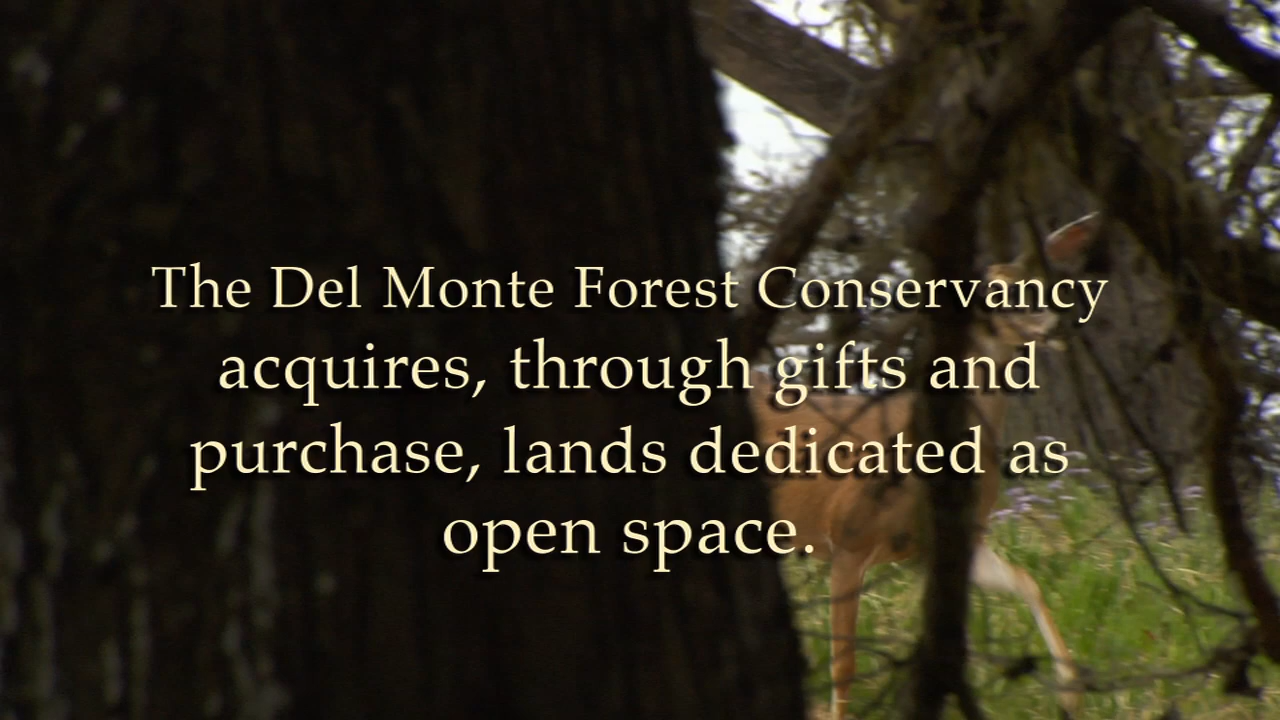 The Del Monte Forest Conservancy
acquires, through gifts and
purchase, lands dedicated as
open space.